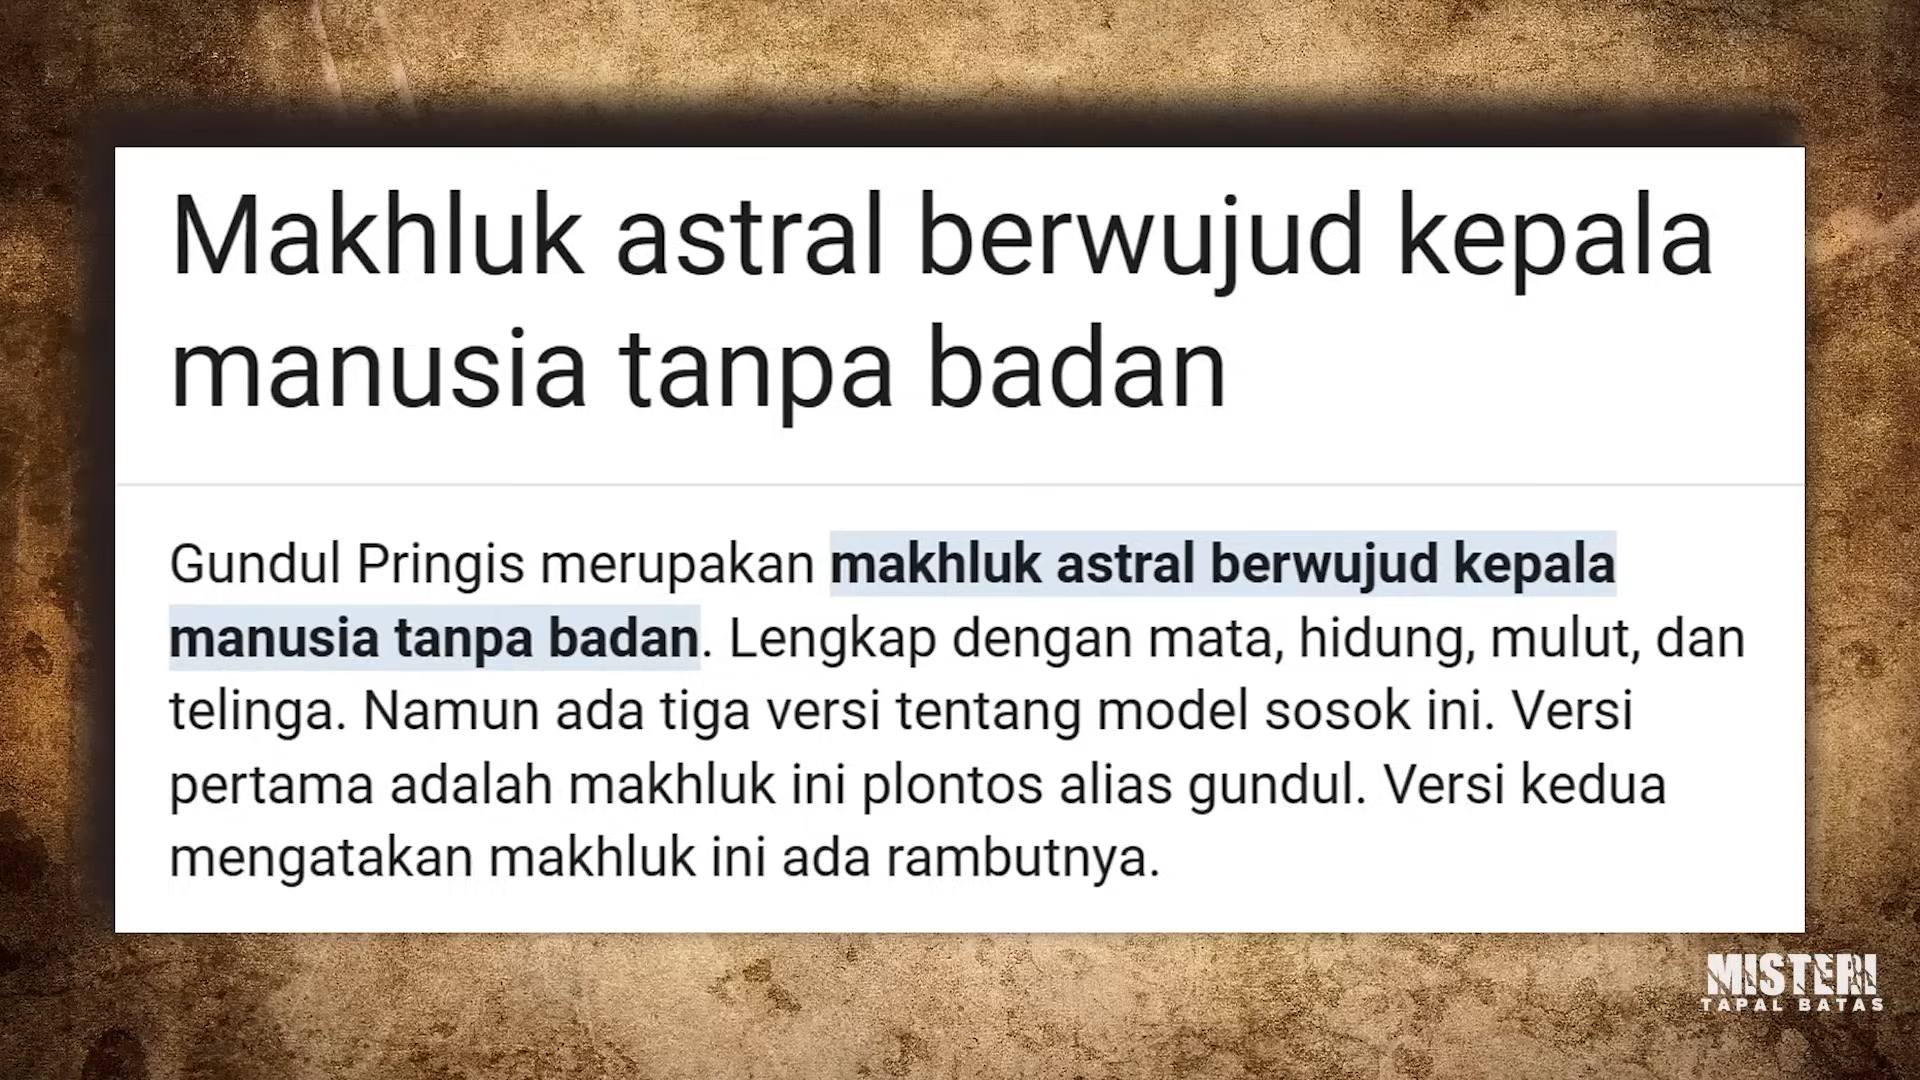 Makhluk astral berwujud kepala
manusia tanpa badan
Gundul Pringis merupakan makhluk astral berwujud kepala
manusia tanpa badan. Lengkap dengan mata, hidung, mulut, dan
telinga. Namun ada tiga versi tentang model sosok ini. Versi
pertama adalah makhluk ini plontos alias gundul. Versi kedua
mengatakan makhluk ini ada rambutnya.
MISTERI
TAPAL BATAS